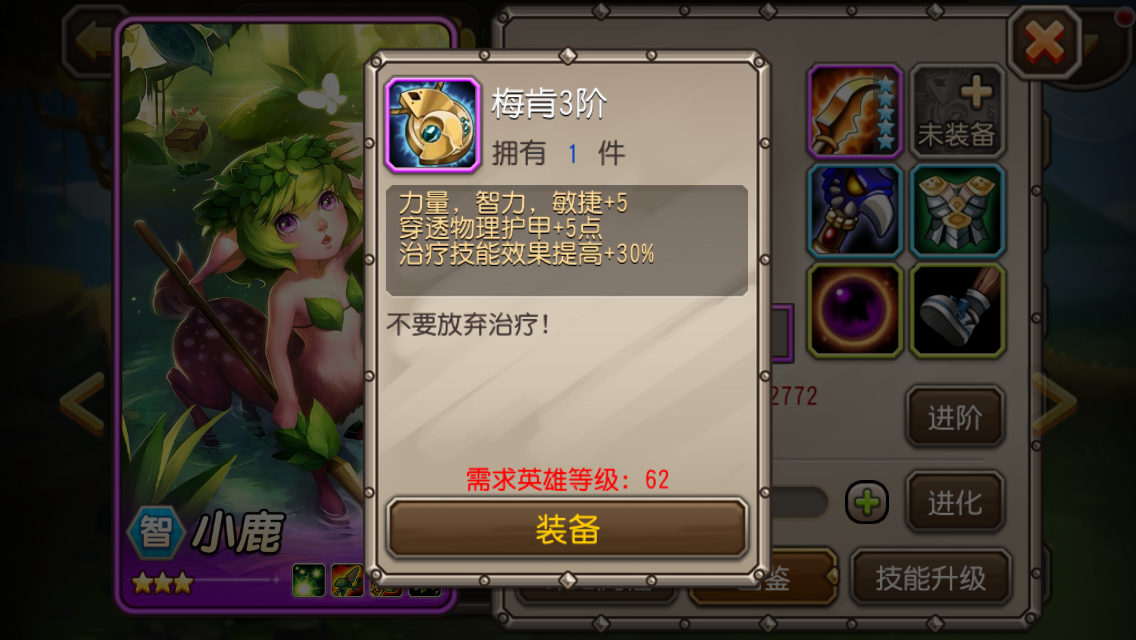 梅肯3阶
拥有 1 件
力量，智力，敏捷+5
穿透物理护甲+5点
治疗技能效果提高+30%
不要放弃治疗！
需求英雄等级：62
装备
未装备
2772
进阶
进化
技能升级
智 小鹿